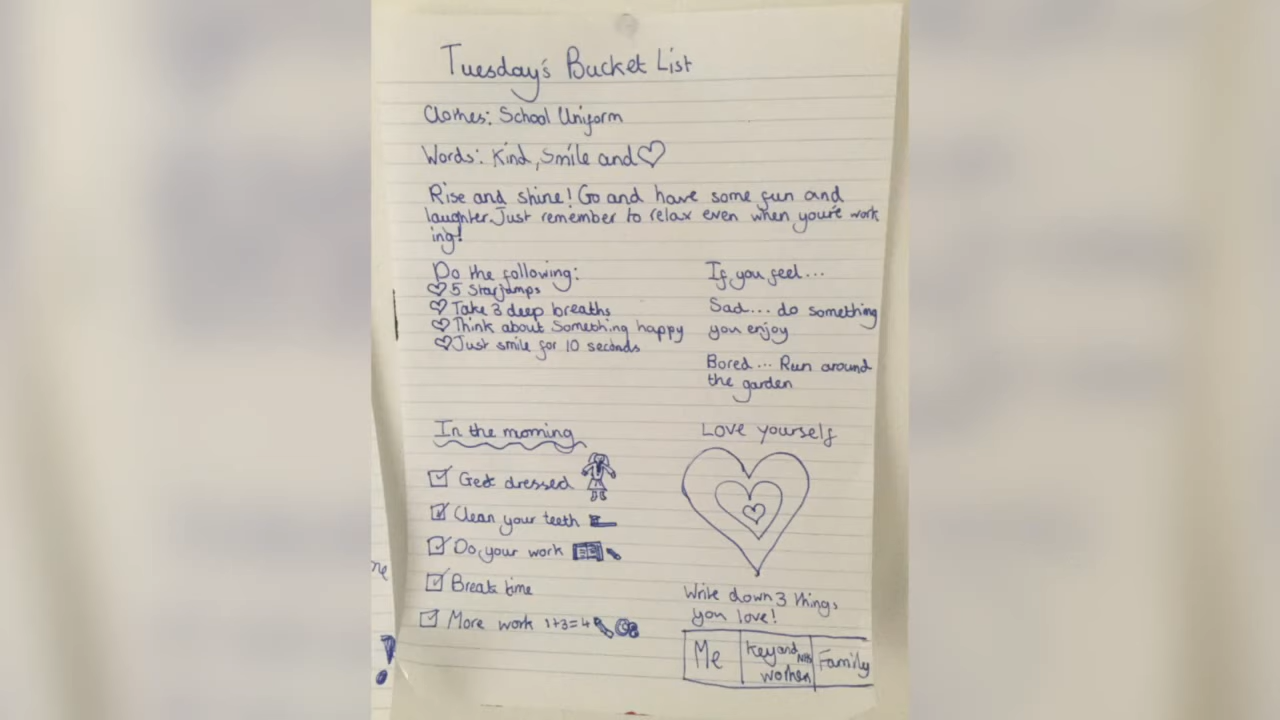 Tuesday's Bucket List
Clothes: School Uniform
Words: Kind, Smile and
Rise and shine! Go and have some fun and
laughter. Just remember to relax even when you're work
ing!
Do the following:
5 Starjumps
Take 3 deep breaths
Think about Something happy
Just smile for 10 seconds
If you feel...
Sad... do something
you enjoy
Bored... Run around
the garden
In the morning
Get dressed
Clean your teeth
Do your work
Break time
More work 1+3=4
Love yourself
Write down 3 things
you love!
Me
Key and NHS
worker
Family